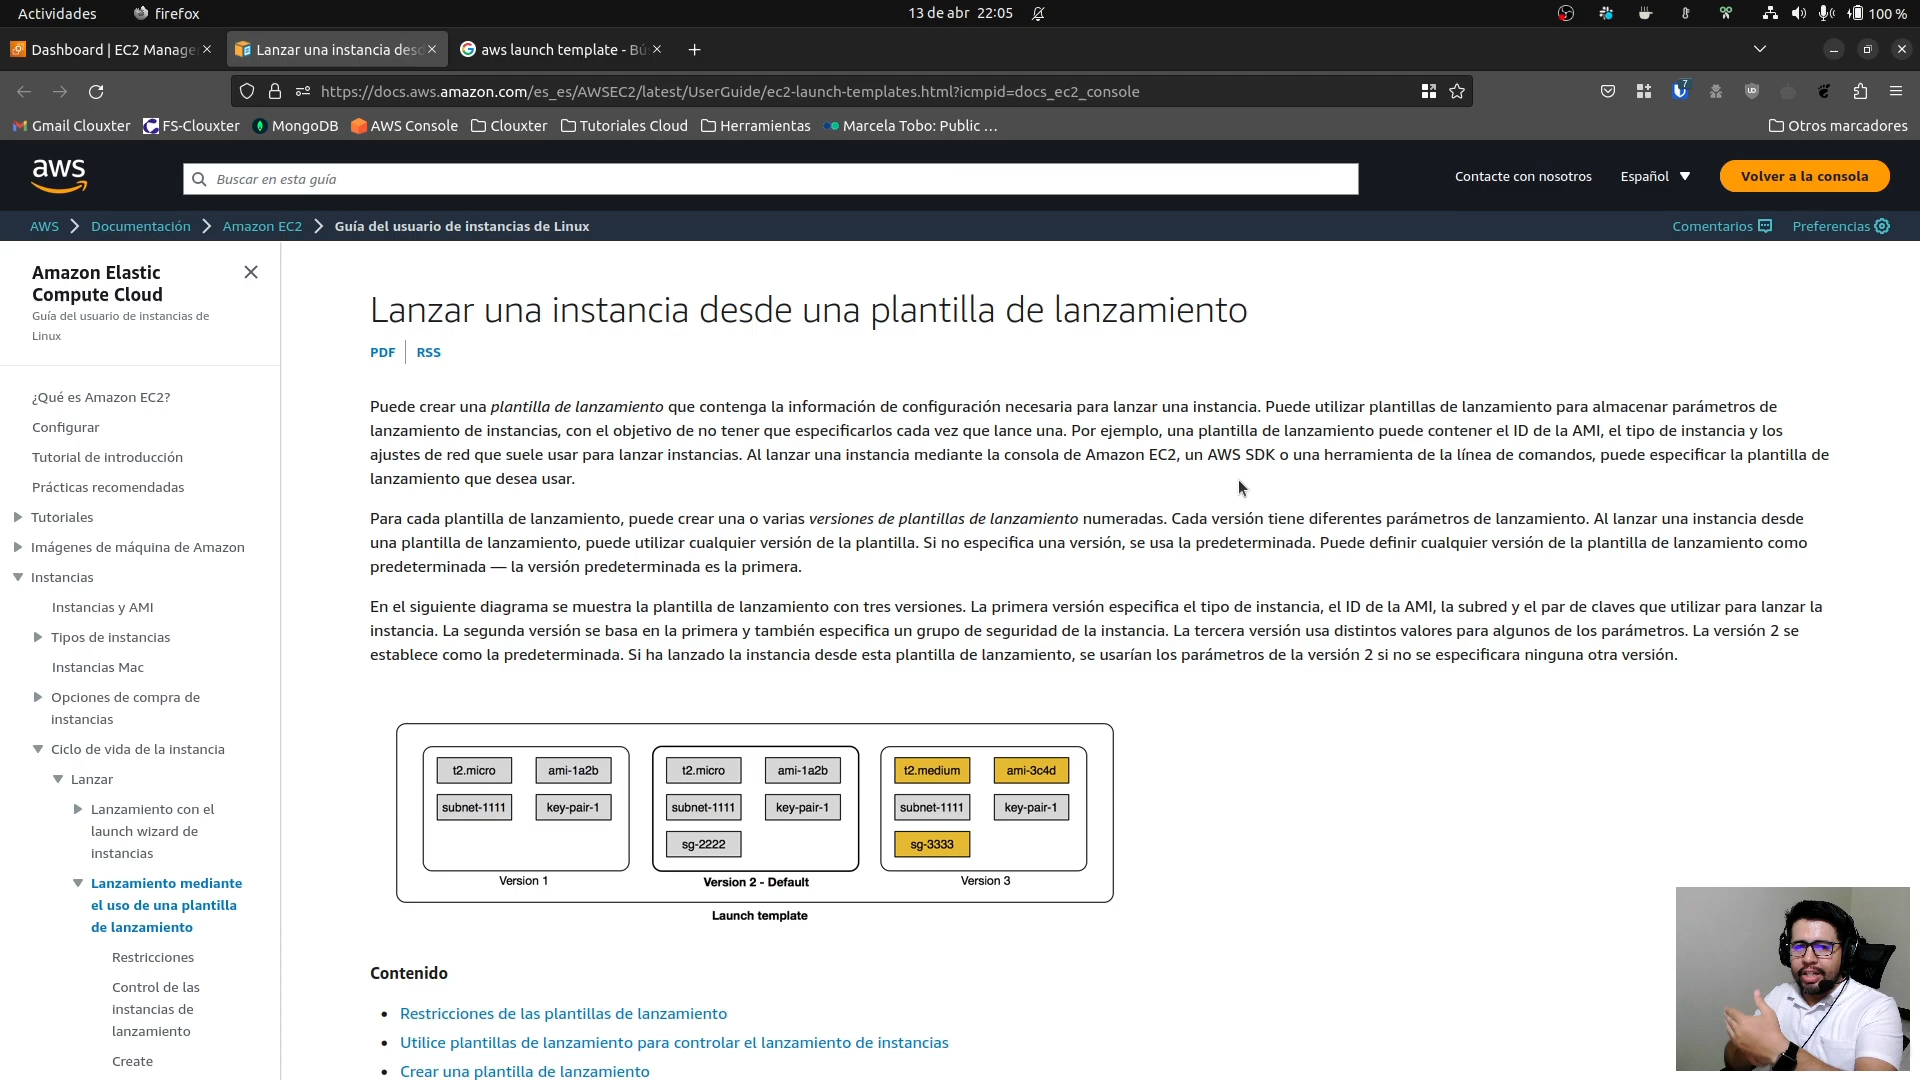 Actividades
firefox
13 de abr 22:05
100 %
Dashboard | EC2 Manage
Lanzar una instancia des
aws launch template - Bú
https://docs.aws.amazon.com/es_es/AWSEC2/latest/UserGuide/ec2-launch-templates.html?icmpid=docs_ec2_console
7
Gmail Clouxter
FS-Clouxter
MongoDB
AWS Console
Clouxter
Tutoriales Cloud
Herramientas
Marcela Tobo: Public ...
Otros marcadores
aws
Buscar en esta guía
Contacte con nosotros
Español
Volver a la consola
AWS
Documentación
Amazon EC2
Guía del usuario de instancias de Linux
Comentarios
Preferencias
Amazon Elastic
Compute Cloud
Guía del usuario de instancias de
Linux
¿Qué es Amazon EC2?
Configurar
Tutorial de introducción
Prácticas recomendadas
Tutoriales
Imágenes de máquina de Amazon
Instancias
Instancias y AMI
Tipos de instancias
Instancias Mac
Opciones de compra de
instancias
Ciclo de vida de la instancia
Lanzar
Lanzamiento con el
launch wizard de
instancias
Lanzamiento mediante
el uso de una plantilla
de lanzamiento
Restricciones
Control de las
instancias de
lanzamiento
Create
Lanzar una instancia desde una plantilla de lanzamiento
PDF
RSS
Puede crear una plantilla de lanzamiento que contenga la información de configuración necesaria para lanzar una instancia. Puede utilizar plantillas de lanzamiento para almacenar parámetros de
lanzamiento de instancias, con el objetivo de no tener que especificarlos cada vez que lance una. Por ejemplo, una plantilla de lanzamiento puede contener el ID de la AMI, el tipo de instancia y los
ajustes de red que suele usar para lanzar instancias. Al lanzar una instancia mediante la consola de Amazon EC2, un AWS SDK o una herramienta de la línea de comandos, puede especificar la plantilla de
lanzamiento que desea usar.
Para cada plantilla de lanzamiento, puede crear una o varias versiones de plantillas de lanzamiento numeradas. Cada versión tiene diferentes parámetros de lanzamiento. Al lanzar una instancia desde
una plantilla de lanzamiento, puede utilizar cualquier versión de la plantilla. Si no especifica una versión, se usa la predeterminada. Puede definir cualquier versión de la plantilla de lanzamiento como
predeterminada — la versión predeterminada es la primera.
En el siguiente diagrama se muestra la plantilla de lanzamiento con tres versiones. La primera versión especifica el tipo de instancia, el ID de la AMI, la subred y el par de claves que utilizar para lanzar la
instancia. La segunda versión se basa en la primera y también especifica un grupo de seguridad de la instancia. La tercera versión usa distintos valores para algunos de los parámetros. La versión 2 se
establece como la predeterminada. Si ha lanzado la instancia desde esta plantilla de lanzamiento, se usarían los parámetros de la versión 2 si no se especificara ninguna otra versión.
t2.micro
ami-1a2b
subnet-1111
key-pair-1
Version 1
t2.micro
ami-1a2b
subnet-1111
key-pair-1
sg-2222
Version 2 - Default
t2.medium
ami-3c4d
subnet-1111
key-pair-1
sg-3333
Version 3
Launch template
Contenido
Restricciones de las plantillas de lanzamiento
Utilice plantillas de lanzamiento para controlar el lanzamiento de instancias
Crear una plantilla de lanzamiento